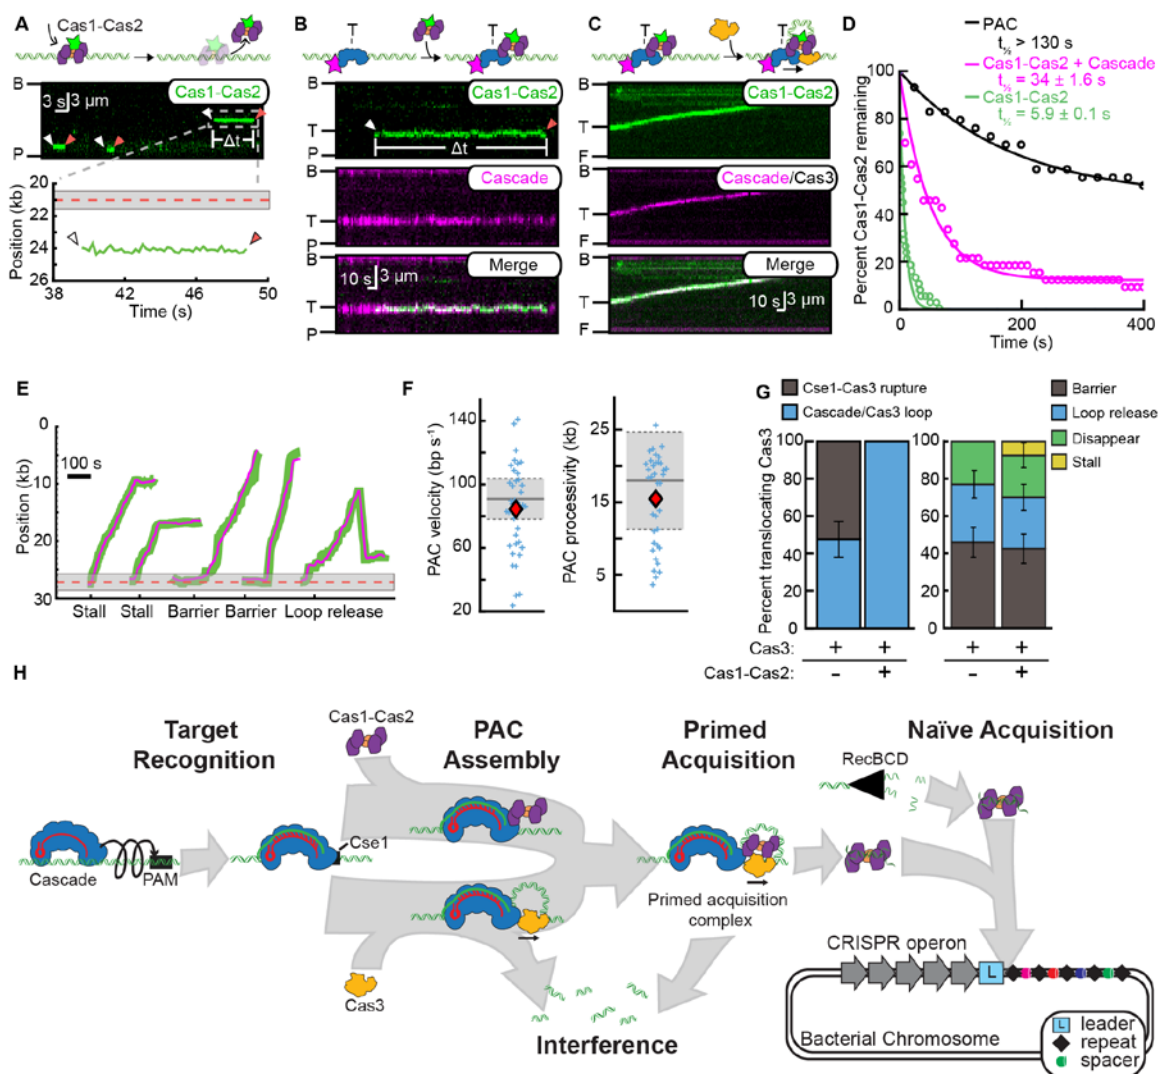 A
Cas1-Cas2
B
3 s
3 μm
Cas1-Cas2
Δt
P
Position (kb)
20
22
24
26
38
42
46
50
Time (s)
B
T
T
B
Cas1-Cas2
T
Δt
P
B
Cascade
T
P
B
Merge
10 s
3 μm
T
P
C
T
T
B
Cas1-Cas2
T
F
B
Cascade/Cas3
T
F
B
Merge
T
10 s
3 μm
F
D
PAC
t½ > 130 s
Cas1-Cas2 + Cascade
t½ = 34 ± 1.6 s
Cas1-Cas2
t½ = 5.9 ± 0.1 s
Percent Cas1-Cas2 remaining
100
80
60
40
20
0
0
200
400
Time (s)
E
Position (kb)
0
10
20
30
100 s
Stall
Stall
Barrier
Barrier
Loop release
F
PAC velocity (bp s⁻¹)
140
100
60
20
PAC processivity (kb)
25
15
5
G
Cse1-Cas3 rupture
Cascade/Cas3 loop
Barrier
Loop release
Disappear
Stall
Percent translocating Cas3
100
80
60
40
20
0
100
80
60
40
20
0
Cas3:
+
+
+
+
Cas1-Cas2:
−
+
−
+
H
Target
Recognition
Cas1-Cas2
PAC
Assembly
Primed
Acquisition
Naïve Acquisition
RecBCD
Cascade
PAM
Cse1
Primed acquisition
complex
Cas3
Interference
CRISPR operon
L
Bacterial Chromosome
L
leader
repeat
spacer